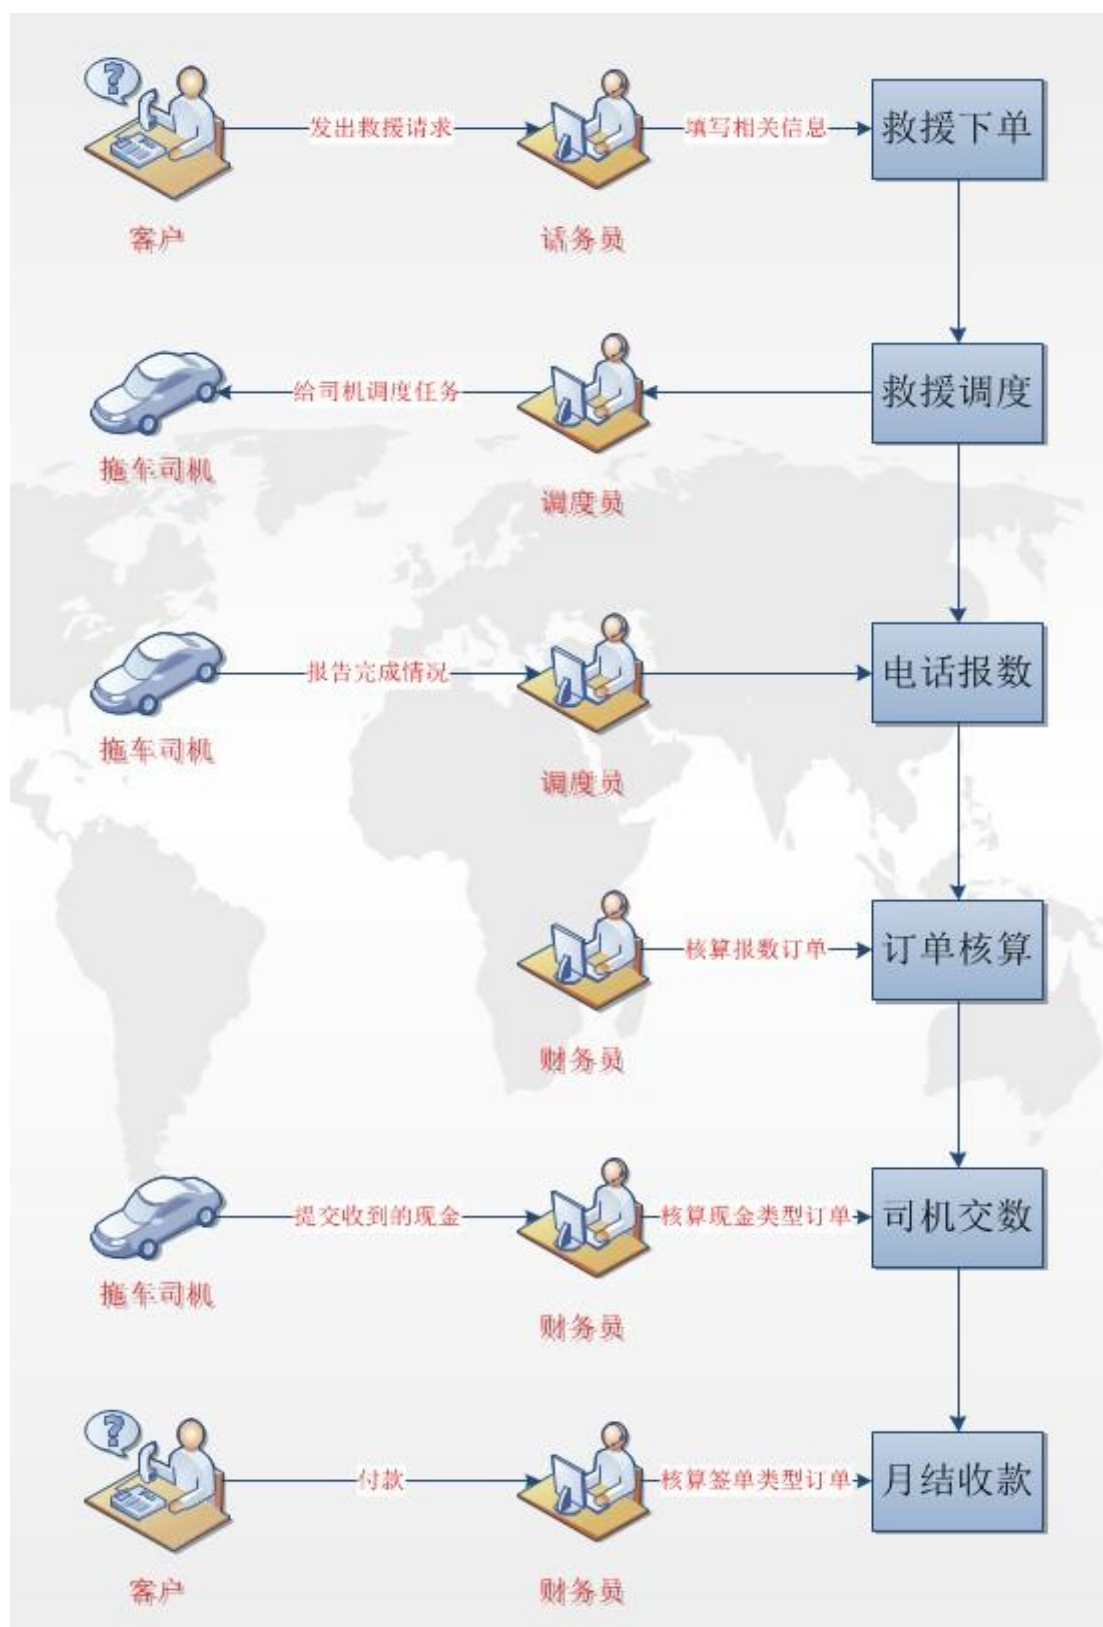 发出救援请求
填写相关信息
救援下单
客户
话务员
给司机调度任务
救援调度
拖车司机
调度员
报告完成情况
电话报数
拖车司机
调度员
核算报数订单
订单核算
财务员
提交收到的现金
核算现金类型订单
司机交数
拖车司机
财务员
付款
核算签单类型订单
月结收款
客户
财务员